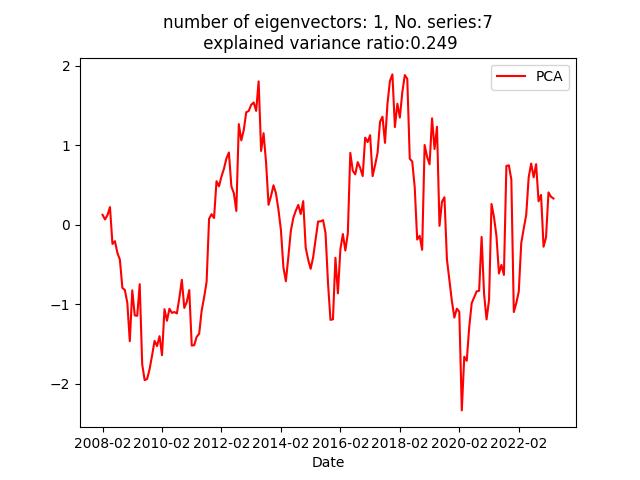 number of eigenvectors: 1, No. series:7
explained variance ratio:0.249
PCA
2
1
0
−1
−2
2008-02 2010-02 2012-02 2014-02 2016-02 2018-02 2020-02 2022-02
Date